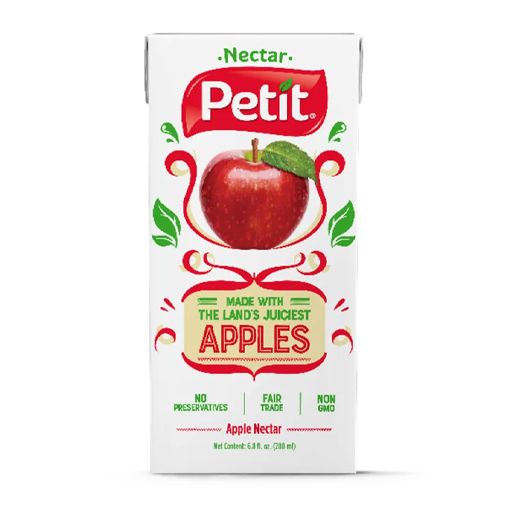 ·Nectar·
Petit®
MADE WITH
THE LAND'S JUICIEST
APPLES
NO
PRESERVATIVES
FAIR
TRADE
NON
GMO
Apple Nectar
Net Content: 6.8 fl. oz. (200 ml)